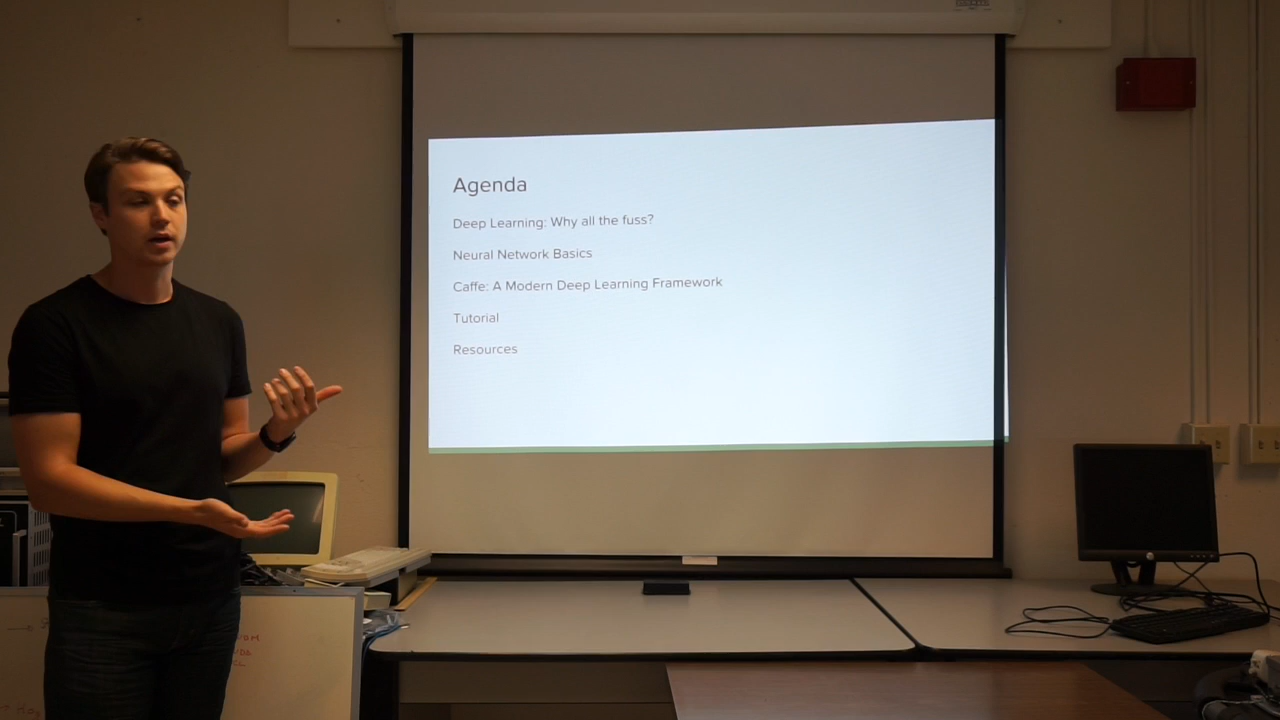 Agenda
Deep Learning: Why all the fuss?
Neural Network Basics
Caffe: A Modern Deep Learning Framework
Tutorial
Resources